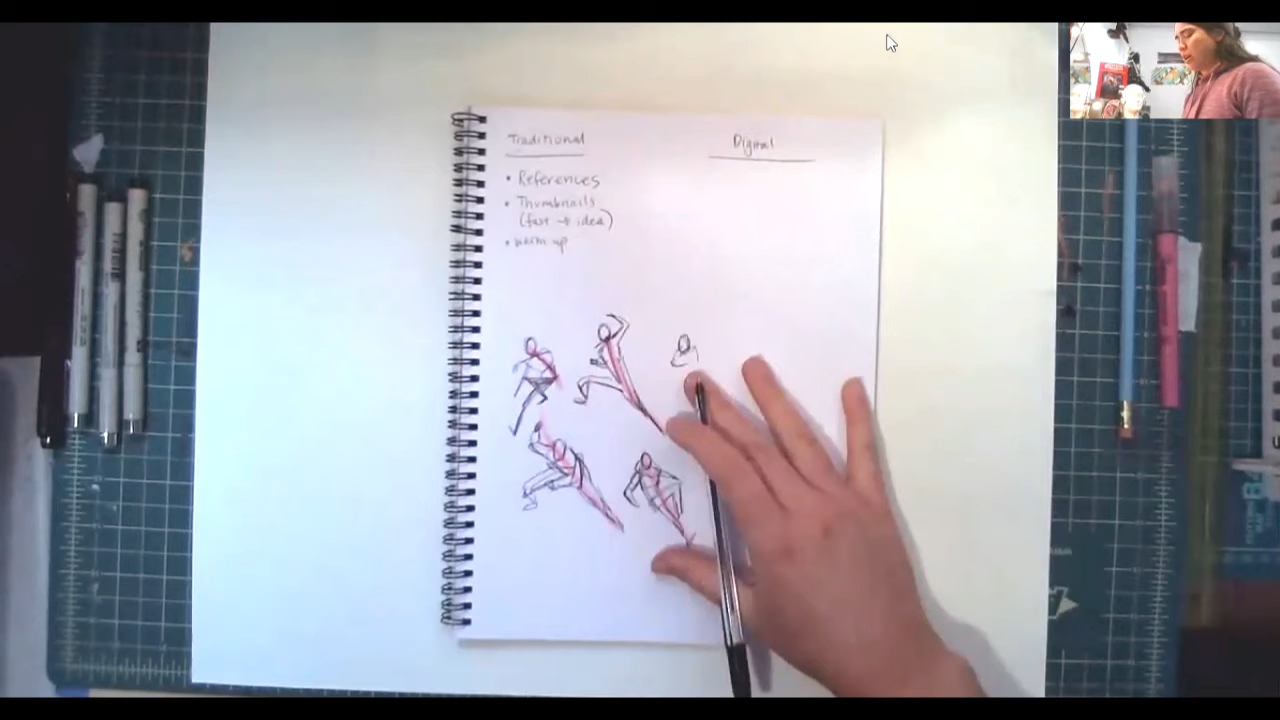 Traditional
Digital
• References
• Thumbnails
(fast → idea)
• warm up